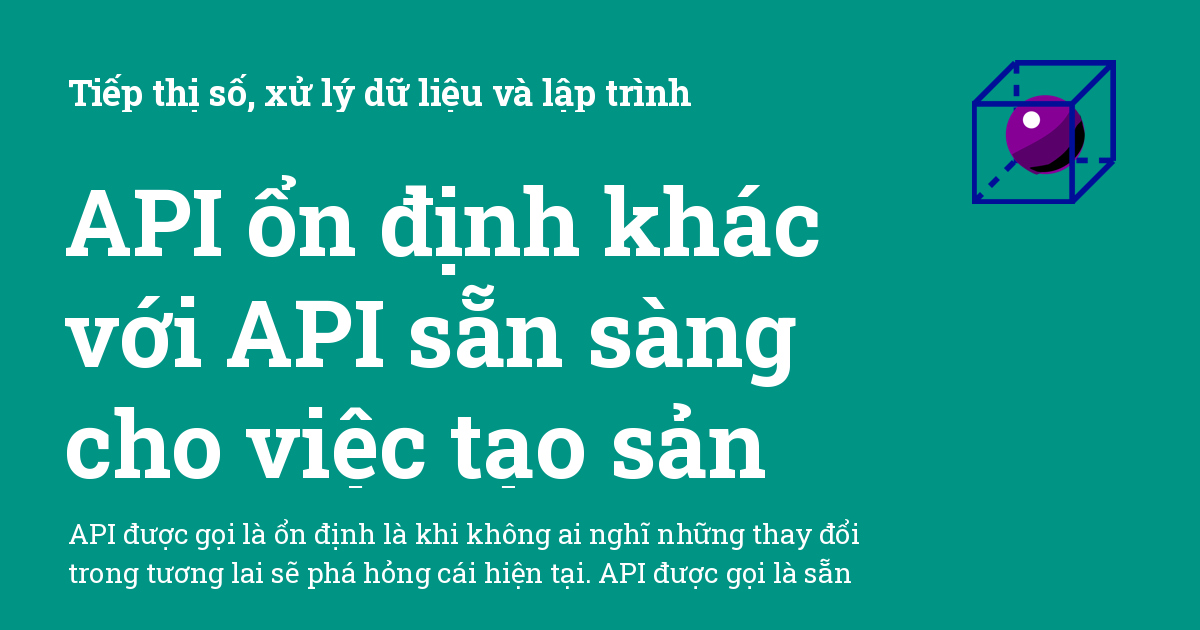 Tiếp thị số, xử lý dữ liệu và lập trình
API ổn định khác
với API sẵn sàng
cho việc tạo sản
API được gọi là ổn định là khi không ai nghĩ những thay đổi
trong tương lai sẽ phá hỏng cái hiện tại. API được gọi là sẵn